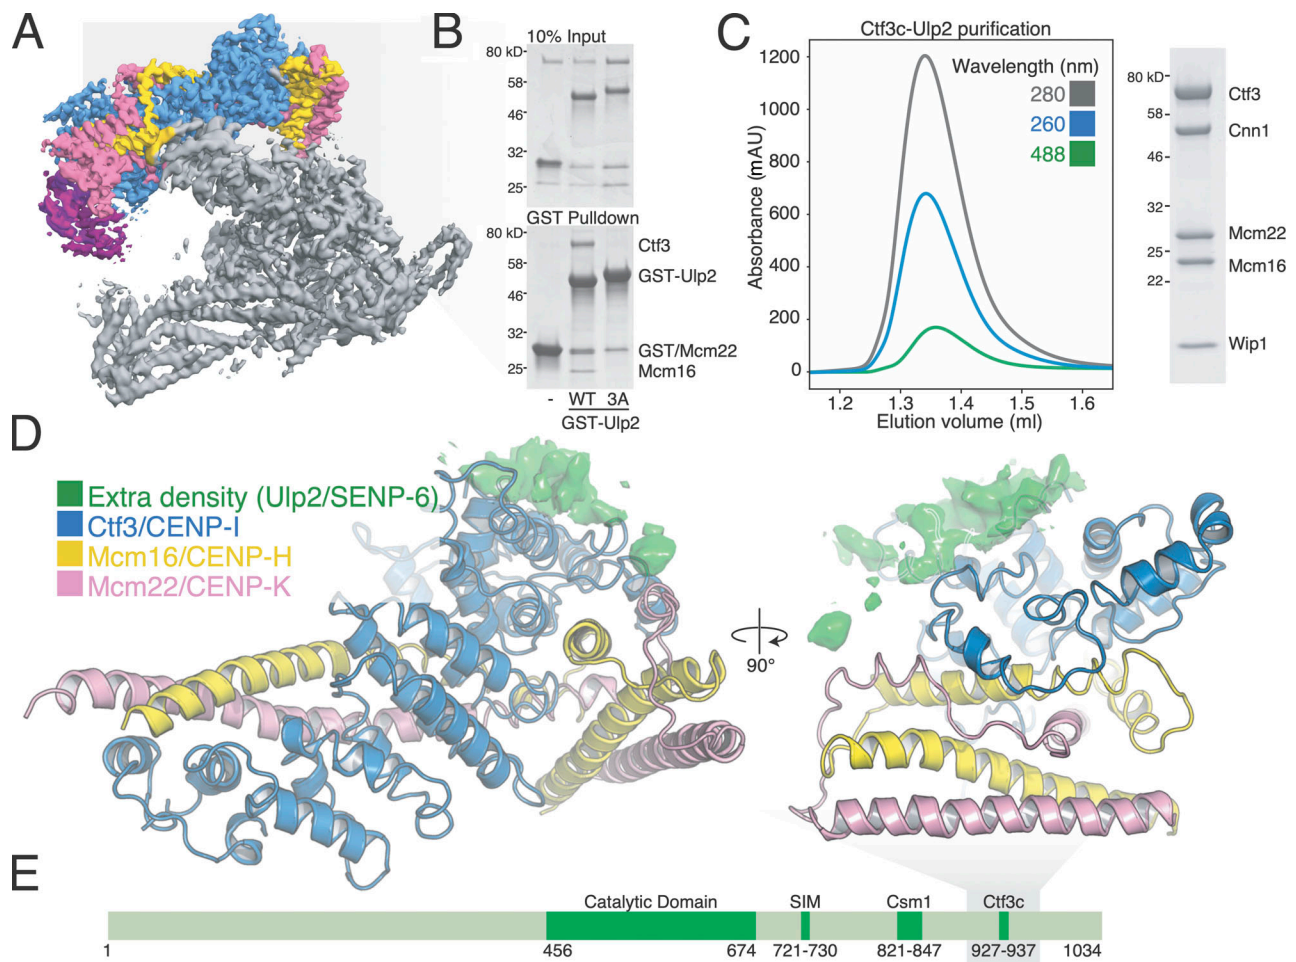 A
B
10% Input
80 kD
58
46
32
25
GST Pulldown
80 kD
58
46
32
25
Ctf3
GST-Ulp2
GST/Mcm22
Mcm16
- WT 3A
GST-Ulp2
C
Ctf3c-Ulp2 purification
Wavelength (nm)
280
260
488
Absorbance (mAU)
1200
1000
800
600
400
200
0
1.2 1.3 1.4 1.5 1.6
Elution volume (ml)
80 kD
58
46
32
25
22
Ctf3
Cnn1
Mcm22
Mcm16
Wip1
D
Extra density (Ulp2/SENP-6)
Ctf3/CENP-I
Mcm16/CENP-H
Mcm22/CENP-K
90°
E
Catalytic Domain SIM Csm1 Ctf3c
1 456 674 721-730 821-847 927-937 1034